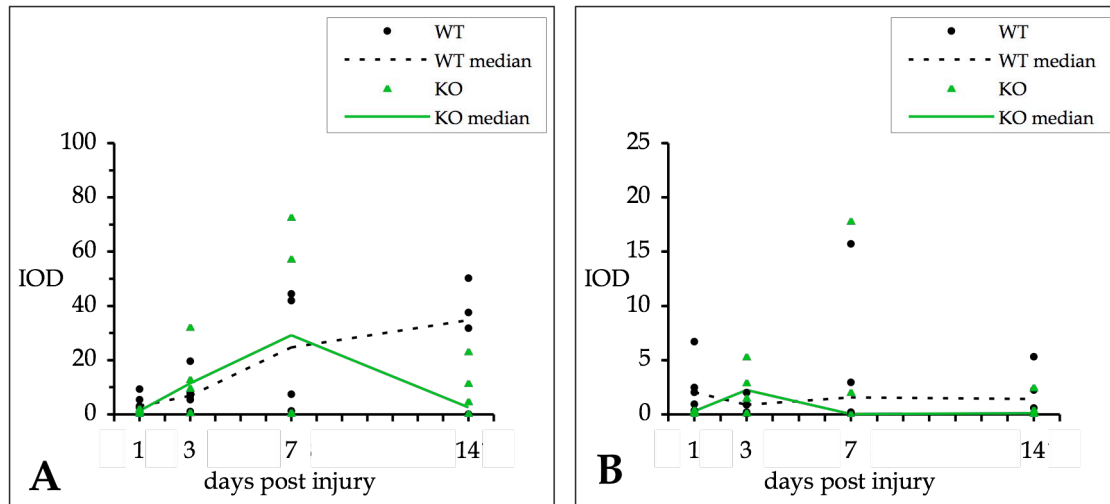 WT
WT median
KO
KO median
100
80
60
IOD
40
20
0
1 3 7 14
A
days post injury
WT
WT median
KO
KO median
25
20
15
IOD
10
5
0
1 3 7 14
B
days post injury